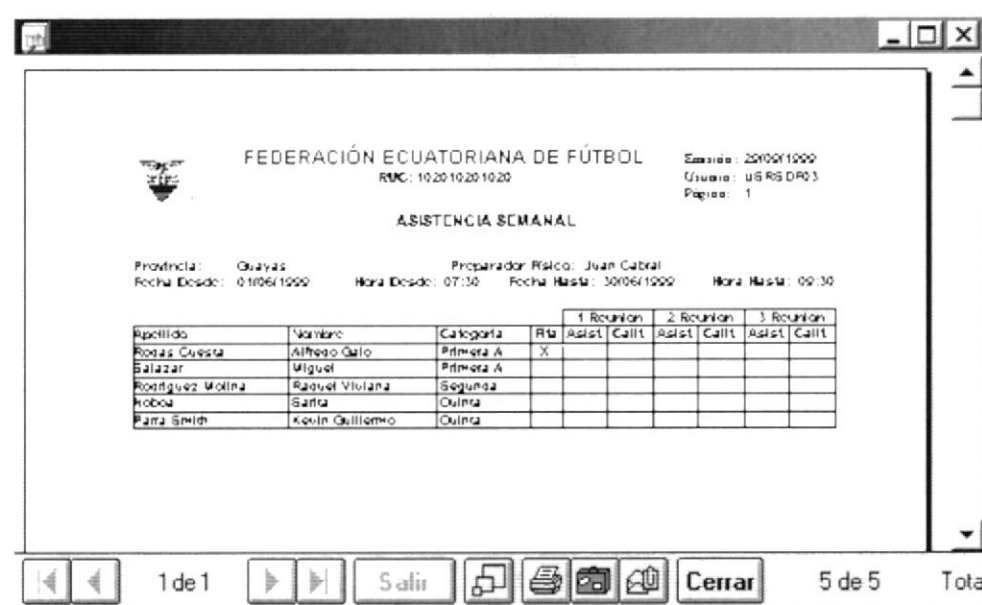 FEDERACIÓN ECUATORIANA DE FÚTBOL
RUC: 102010201020
Emisión: 29/09/1999
Usuario: USRSDF03
Página: 1
ASISTENCIA SEMANAL
Provincia: Guayas Preparador Físico: Juan Cabral
Fecha Desde: 01/06/1999 Hora Desde: 07:30 Fecha Hasta: 30/06/1999 Hora Hasta: 09:30
1 Reunion 2 Reunion 3 Reunion
Apellido Nombre Categoría Asist Calif. Asist Calif. Asist Calif.
Rodas Cuesta Alfredo Galo Primera A X
Salazar Miguel Primera A
Rodriguez Molina Raquel Viviana Segunda
Noboa Sarita Quinta
Parra Smith Kevin Guillermo Quinta
1 de 1 Salir Cerrar 5 de 5 Tota